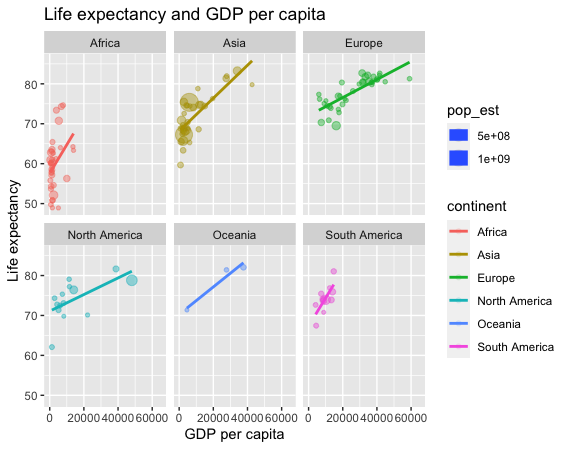 Life expectancy and GDP per capita
Africa Asia Europe
80
70
60
50
North America Oceania South America
80
70
60
50
0 20000 40000 60000 0 20000 40000 60000 0 20000 40000 60000
GDP per capita
Life expectancy
pop_est
5e+08
1e+09
continent
Africa
Asia
Europe
North America
Oceania
South America